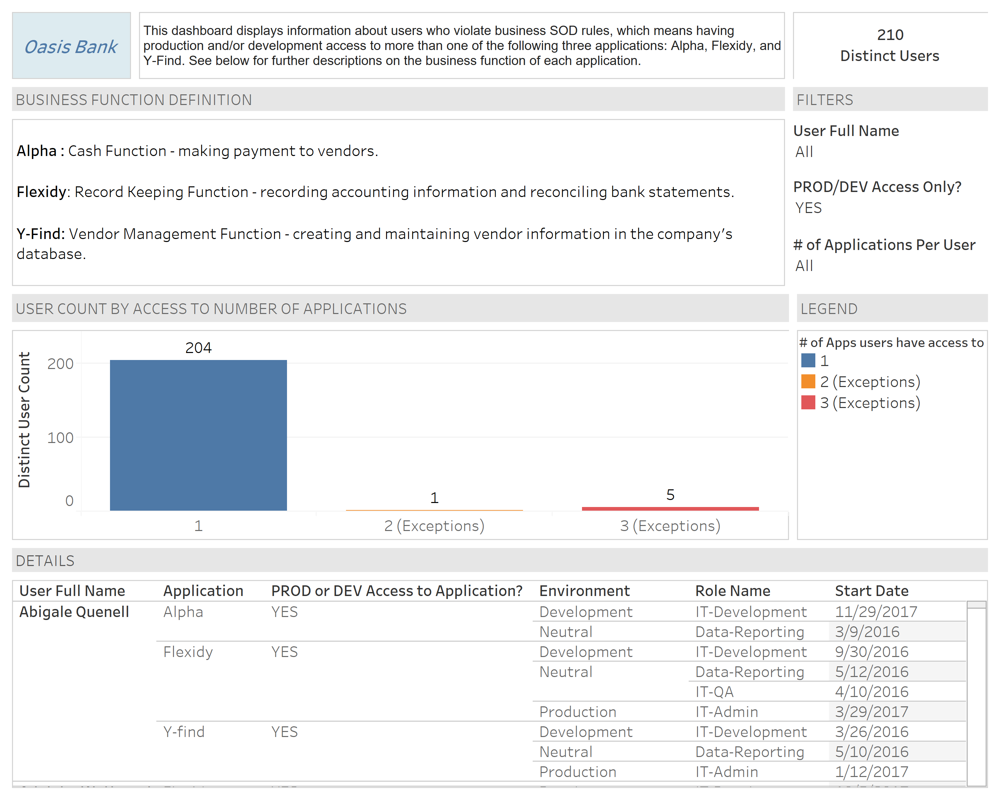 Oasis Bank
This dashboard displays information about users who violate business SOD rules, which means having
production and/or development access to more than one of the following three applications: Alpha, Flexidy, and
Y-Find. See below for further descriptions on the business function of each application.
210
Distinct Users
BUSINESS FUNCTION DEFINITION
FILTERS
Alpha : Cash Function - making payment to vendors.
Flexidy: Record Keeping Function - recording accounting information and reconciling bank statements.
Y-Find: Vendor Management Function - creating and maintaining vendor information in the company's
database.
User Full Name
All
PROD/DEV Access Only?
YES
# of Applications Per User
All
USER COUNT BY ACCESS TO NUMBER OF APPLICATIONS
LEGEND
Distinct User Count
200
100
0
204
1
5
1
2 (Exceptions)
3 (Exceptions)
# of Apps users have access to
1
2 (Exceptions)
3 (Exceptions)
DETAILS
User Full Name Application PROD or DEV Access to Application? Environment Role Name Start Date
Abigale Quenell Alpha YES Development IT-Development 11/29/2017
Neutral Data-Reporting 3/9/2016
Flexidy YES Development IT-Development 9/30/2016
Neutral Data-Reporting 5/12/2016
IT-QA 4/10/2016
Production IT-Admin 3/29/2017
Y-find YES Development IT-Development 3/26/2016
Neutral Data-Reporting 5/10/2016
Production IT-Admin 1/12/2017